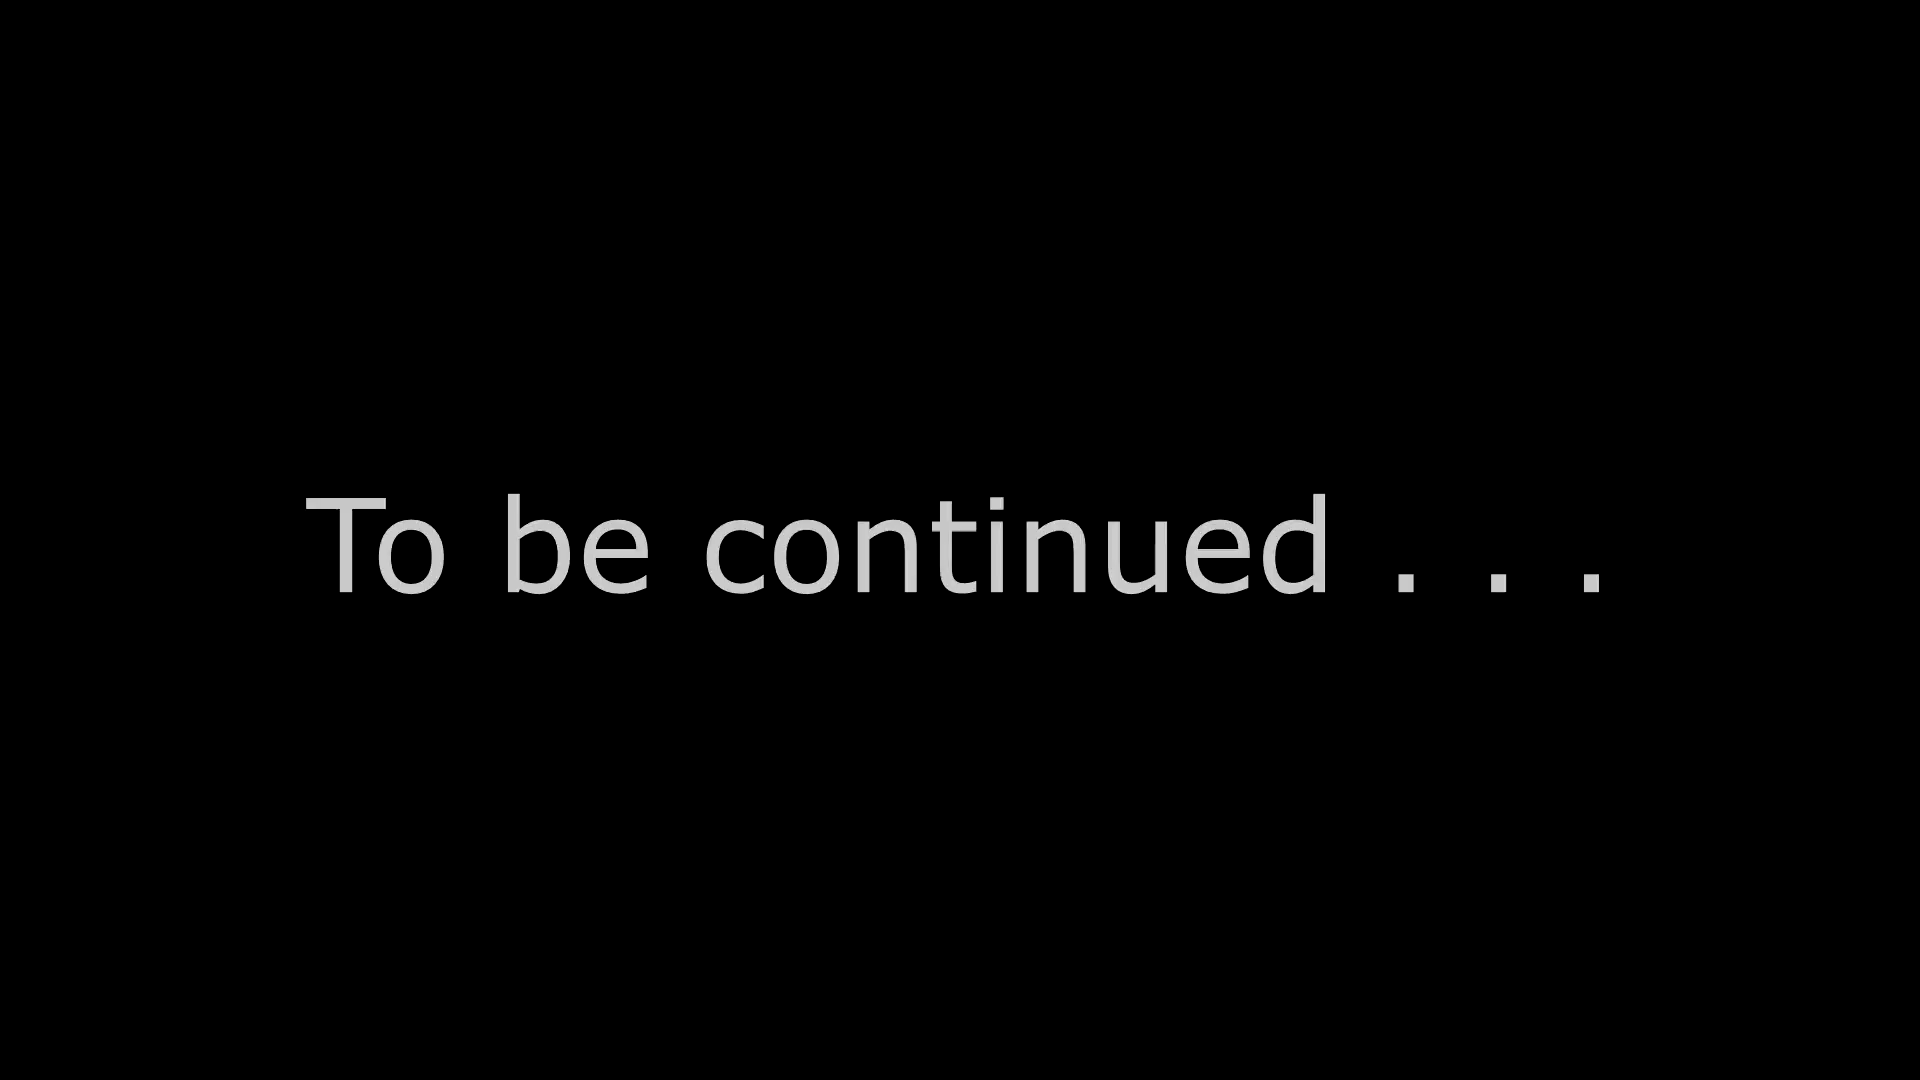 To be continued . . .